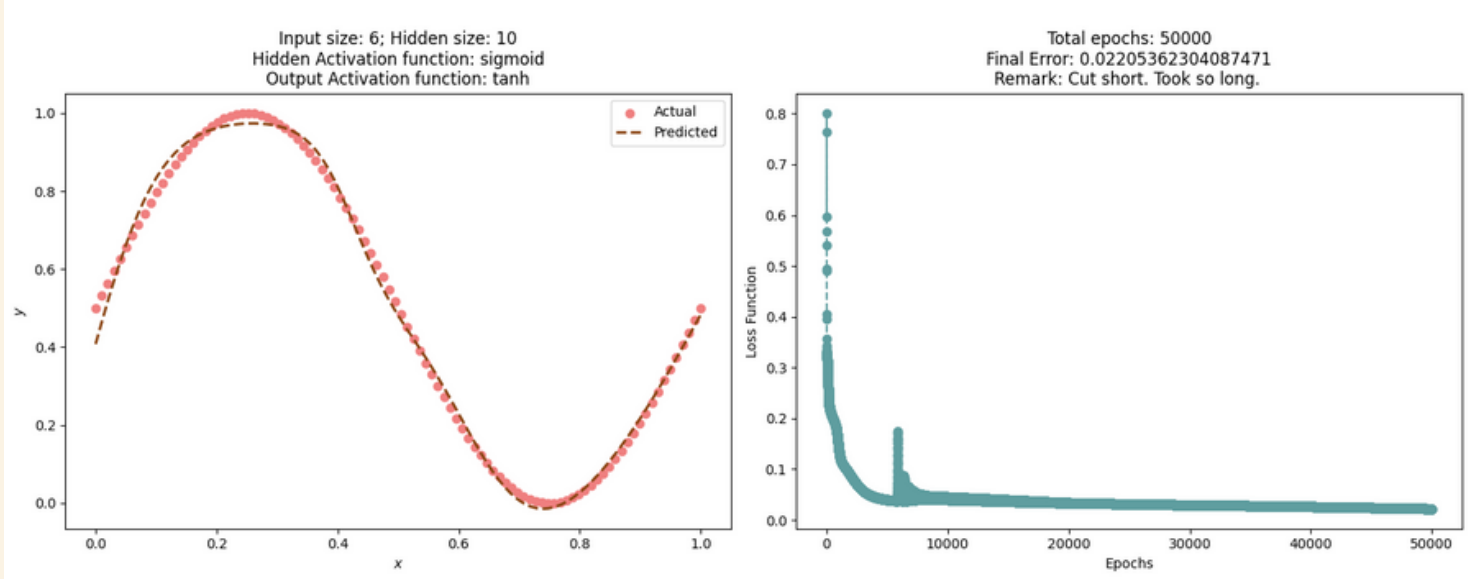 Input size: 6; Hidden size: 10
Hidden Activation function: sigmoid
Output Activation function: tanh
Actual
Predicted
1.0
0.8
0.6
0.4
0.2
0.0
y
0.0
0.2
0.4
0.6
0.8
1.0
x
Total epochs: 50000
Final Error: 0.02205362304087471
Remark: Cut short. Took so long.
0.8
0.7
0.6
0.5
0.4
0.3
0.2
0.1
0.0
Loss Function
0
10000
20000
30000
40000
50000
Epochs